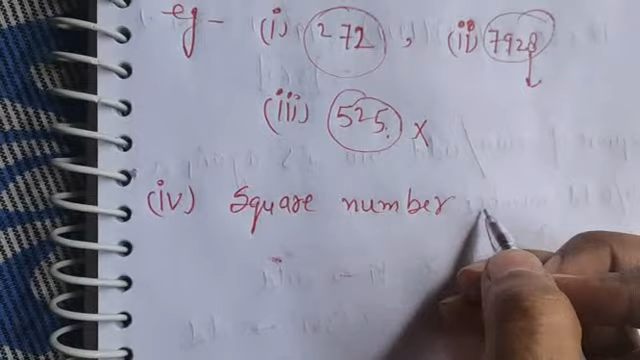 eg - (i) 272, (ii) 7928
(iii) 525. x
(iv) Square number